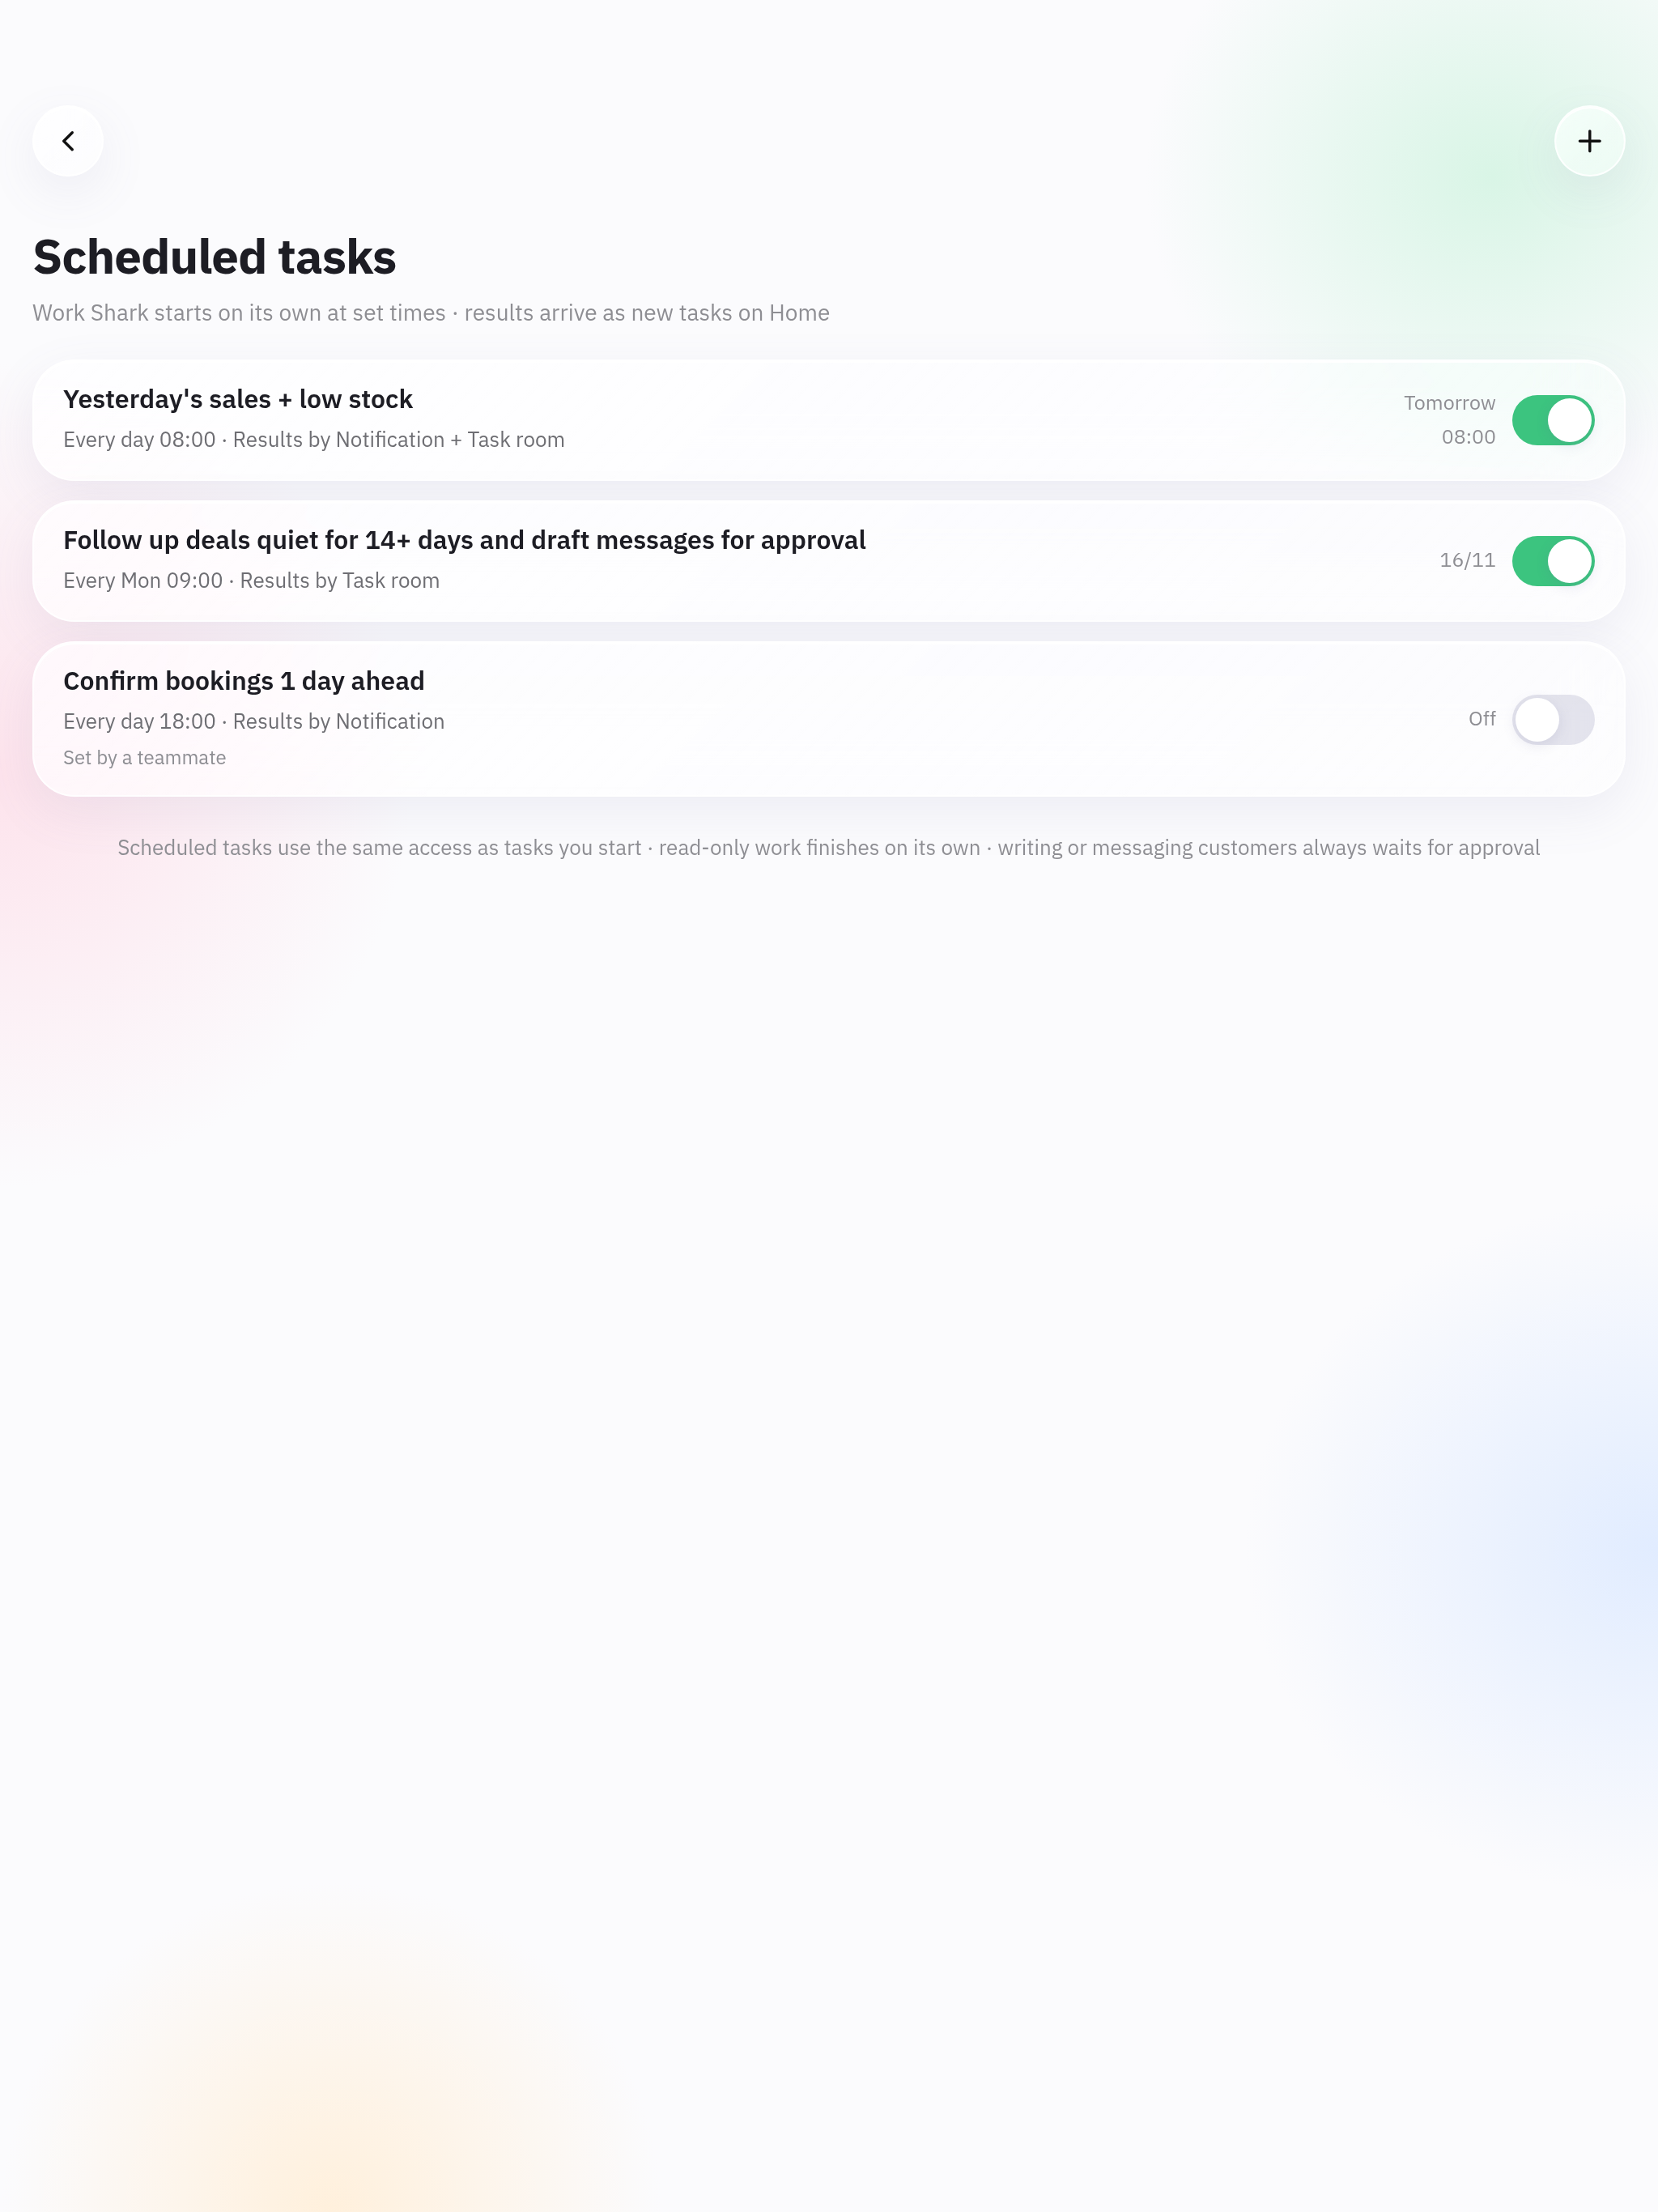 Scheduled tasks
Work Shark starts on its own at set times · results arrive as new tasks on Home
Yesterday's sales + low stock
Every day 08:00 · Results by Notification + Task room
Tomorrow
08:00
Follow up deals quiet for 14+ days and draft messages for approval
Every Mon 09:00 · Results by Task room
16/11
Confirm bookings 1 day ahead
Every day 18:00 · Results by Notification
Set by a teammate
Off
Scheduled tasks use the same access as tasks you start · read-only work finishes on its own · writing or messaging customers always waits for approval